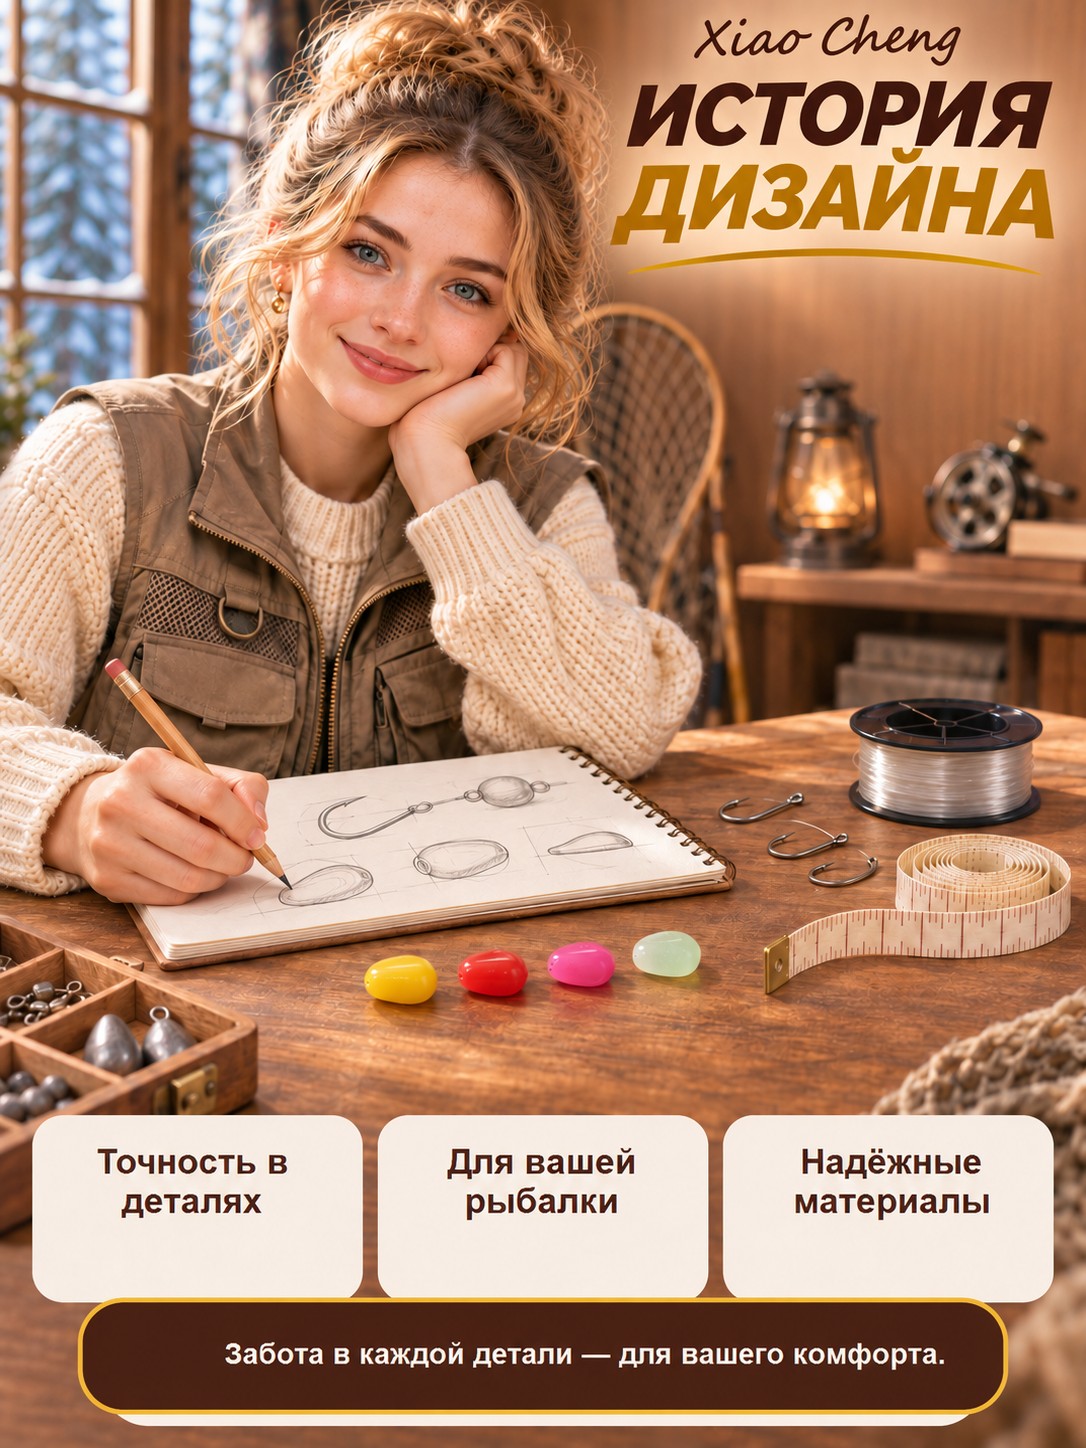 Xiao Cheng
ИСТОРИЯ
ДИЗАЙНА
Точность в
деталях
Для вашей
рыбалки
Надёжные
материалы
Забота в каждой детали — для вашего комфорта.